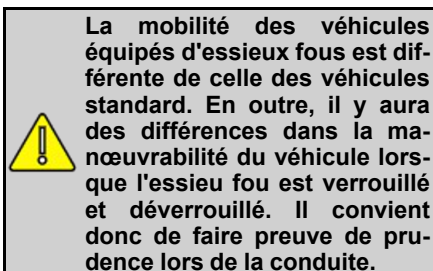 La mobilité des véhicules
équipés d'essieux fous est dif-
férente de celle des véhicules
standard. En outre, il y aura
des différences dans la ma-
nœuvrabilité du véhicule lors-
que l'essieu fou est verrouillé
et déverrouillé. Il convient
donc de faire preuve de pru-
dence lors de la conduite.